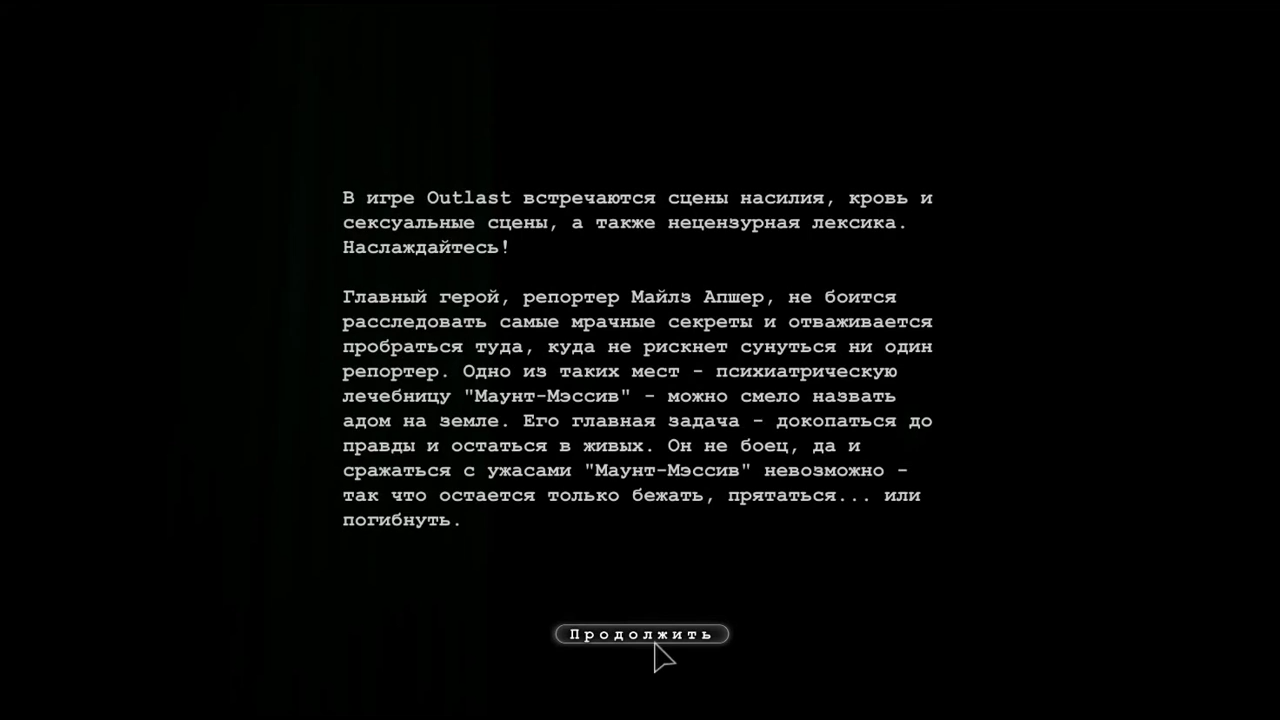 В игре Outlast встречаются сцены насилия, кровь и
сексуальные сцены, а также нецензурная лексика.
Наслаждайтесь!
Главный герой, репортер Майлз Апшер, не боится
расследовать самые мрачные секреты и отваживается
пробраться туда, куда не рискнет сунуться ни один
репортер. Одно из таких мест - психиатрическую
лечебницу "Маунт-Мэссив" - можно смело назвать
адом на земле. Его главная задача - докопаться до
правды и остаться в живых. Он не боец, да и
сражаться с ужасами "Маунт-Мэссив" невозможно -
так что остается только бежать, прятаться... или
погибнуть.
Продолжить